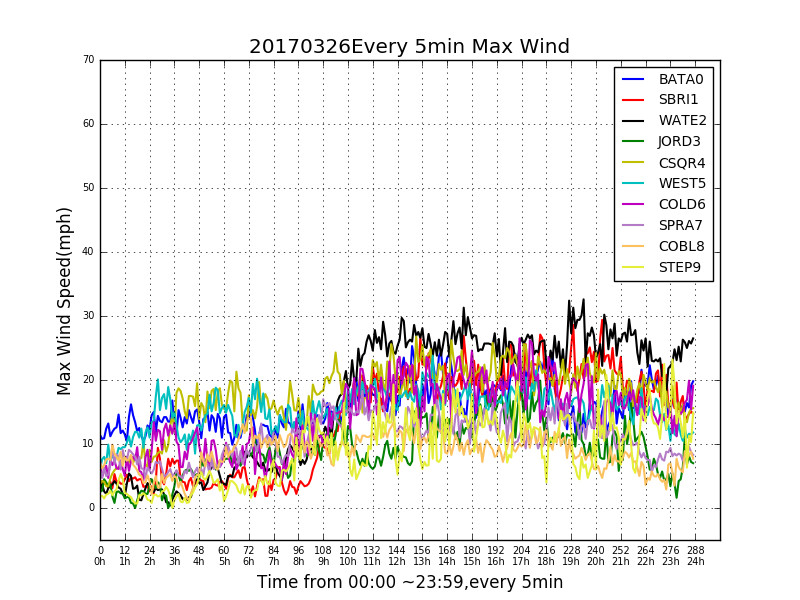 20170326Every 5min Max Wind
70
60
50
40
30
20
10
0
Max Wind Speed(mph)
BATA0
SBRI1
WATE2
JORD3
CSQR4
WEST5
COLD6
SPRA7
COBL8
STEP9
0 12 24 36 48 60 72 84 96 108 120 132 144 156 168 180 192 204 216 228 240 252 264 276 288
0h 1h 2h 3h 4h 5h 6h 7h 8h 9h 10h 11h 12h 13h 14h 15h 16h 17h 18h 19h 20h 21h 22h 23h 24h
Time from 00:00 ~23:59,every 5min